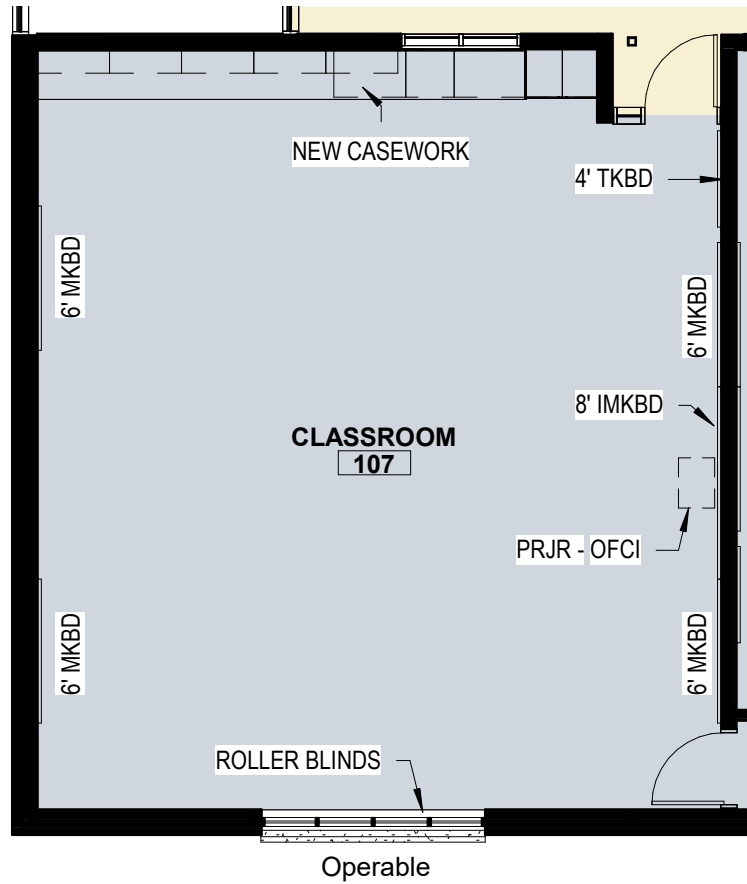 NEW CASEWORK
4' TKBD
6' MKBD
6' MKBD
8' IMKBD
CLASSROOM
107
PRJR - OFCI
6' MKBD
6' MKBD
ROLLER BLINDS
Operable